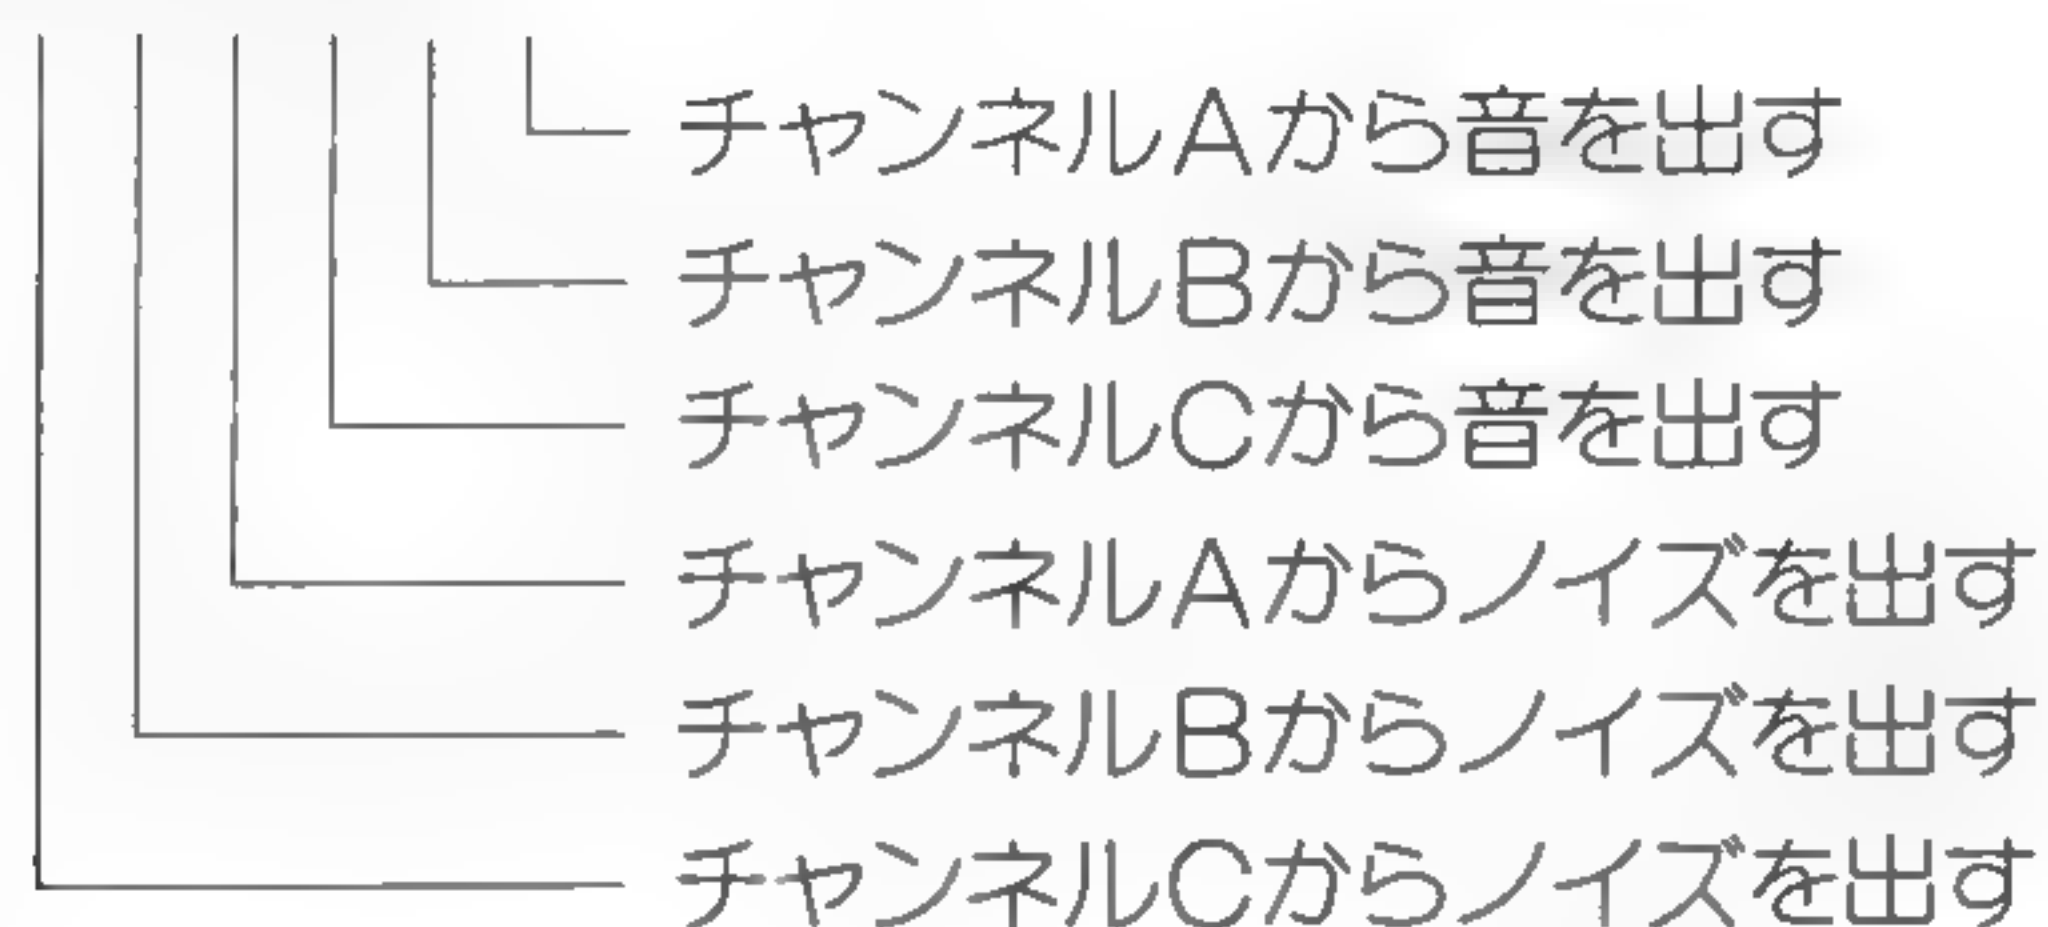 チャンネルAから音を出す
チャンネルBから音を出す
チャンネルCから音を出す
チャンネルAからノイズを出す
チャンネルBからノイズを出す
チャンネルCからノイズを出す